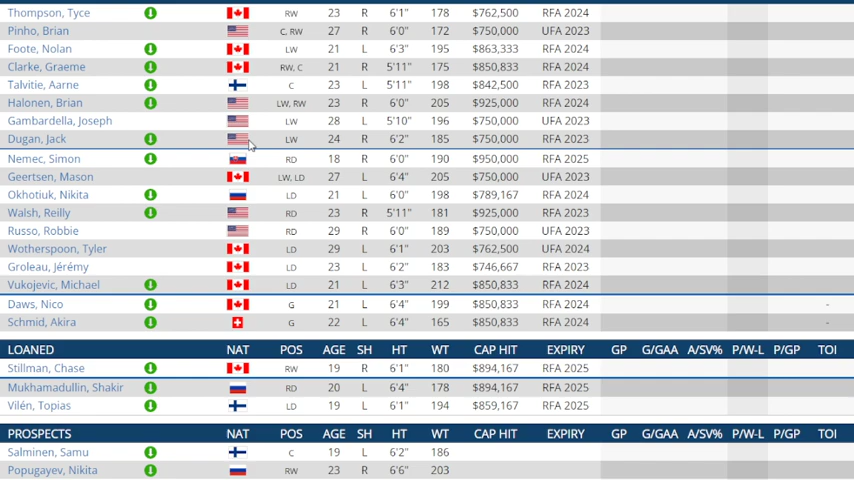 Thompson, Tyce RW 23 R 6'1" 178 $762,500 RFA 2024
Pinho, Brian C, RW 27 R 6'0" 172 $750,000 UFA 2023
Foote, Nolan LW 21 L 6'3" 195 $863,333 RFA 2024
Clarke, Graeme RW, C 21 R 5'11" 175 $850,833 RFA 2024
Talvitie, Aarne C 23 L 5'11" 198 $842,500 RFA 2023
Halonen, Brian LW, RW 23 R 6'0" 205 $925,000 RFA 2024
Gambardella, Joseph LW 28 L 5'10" 196 $750,000 UFA 2023
Dugan, Jack LW 24 R 6'2" 185 $750,000 RFA 2023
Nemec, Simon RD 18 R 6'0" 190 $950,000 RFA 2025
Geertsen, Mason LW, LD 27 L 6'4" 205 $750,000 UFA 2023
Okhotiuk, Nikita LD 21 L 6'0" 198 $789,167 RFA 2023
Walsh, Reilly RD 23 R 5'11" 181 $925,000 RFA 2023
Russo, Robbie RD 29 R 6'0" 189 $750,000 UFA 2023
Wotherspoon, Tyler LD 29 L 6'1" 203 $762,500 UFA 2024
Groleau, Jérémy LD 23 L 6'2" 183 $746,667 RFA 2023
Vukojevic, Michael LD 21 L 6'3" 212 $850,833 RFA 2024
Daws, Nico G 21 L 6'4" 199 $850,833 RFA 2024 -
Schmid, Akira G 22 L 6'4" 165 $850,833 RFA 2024 -
LOANED NAT POS AGE SH HT WT CAP HIT EXPIRY GP G/GAA A/SV% P/W-L P/GP TOI
Stillman, Chase RW 19 R 6'1" 180 $894,167 RFA 2025
Mukhamadullin, Shakir RD 20 L 6'4" 178 $894,167 RFA 2025
Vilén, Topias LD 19 L 6'1" 194 $859,167 RFA 2025
PROSPECTS NAT POS AGE SH HT WT CAP HIT EXPIRY GP G/GAA A/SV% P/W-L P/GP TOI
Salminen, Samu C 19 L 6'2" 186
Popugayev, Nikita RW 23 R 6'6" 203